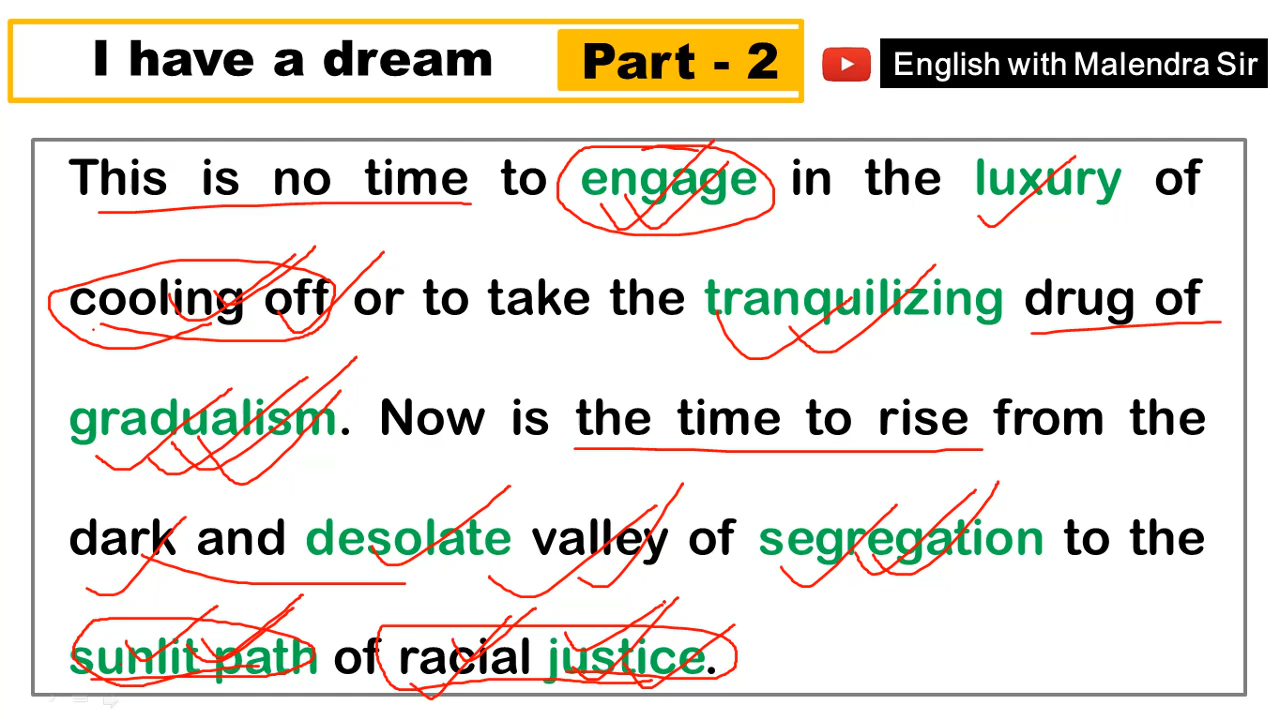 I have a dream Part - 2 English with Malendra Sir
This is no time to engage in the luxury of
cooling off or to take the tranquilizing drug of
gradualism. Now is the time to rise from the
dark and desolate valley of segregation to the
sunlit path of racial justice.